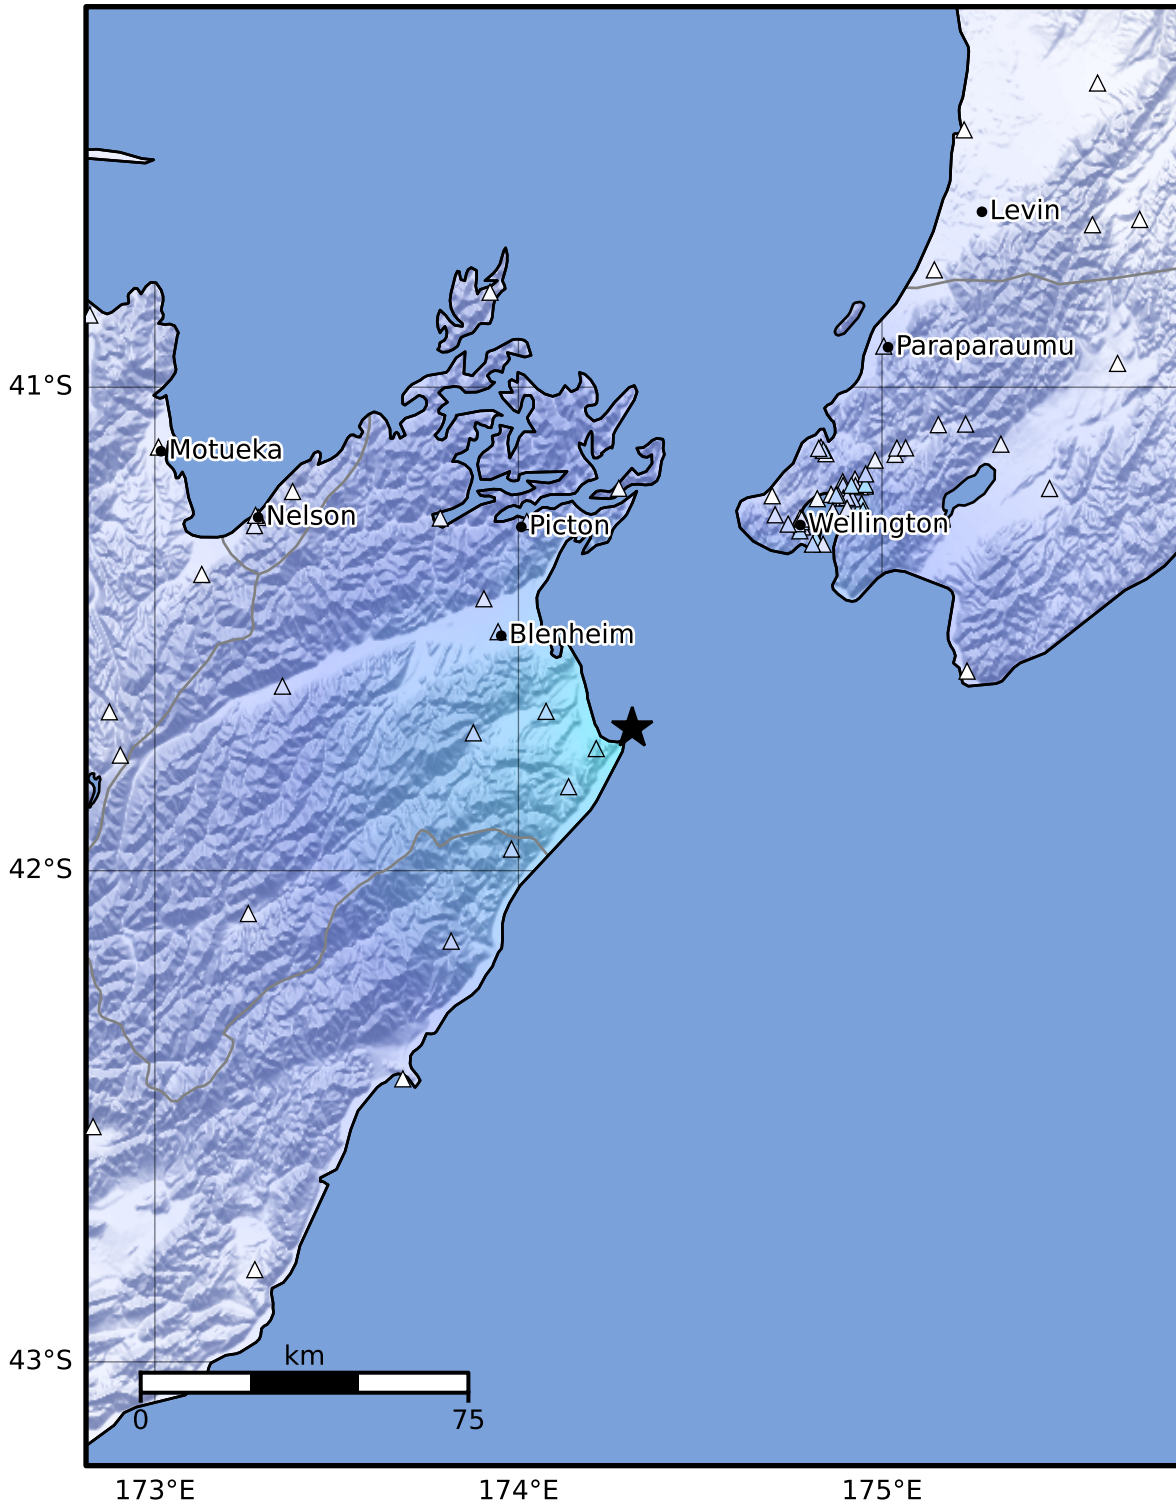 Levin
Paraparaumu
41°S
Motueka
Nelson
Picton
Wellington
Blenheim
42°S
43°S
km
0
75
173°E
174°E
175°E